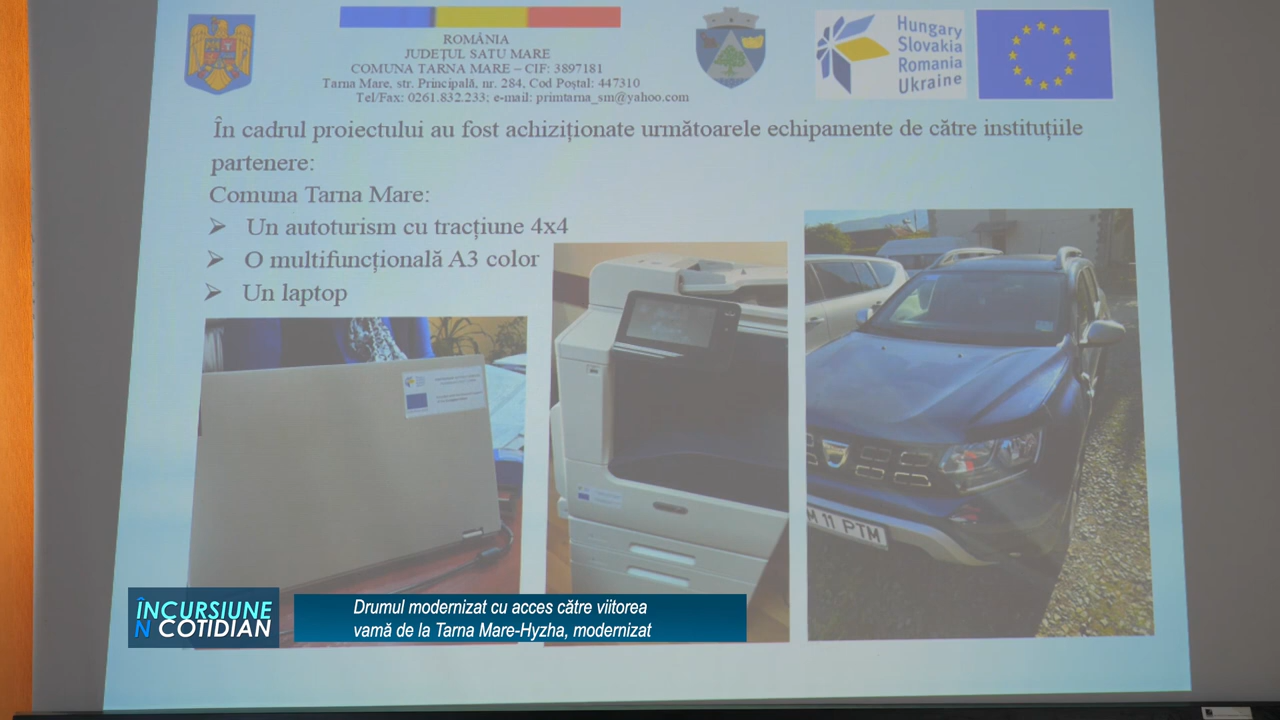 ROMÂNIA
JUDEȚUL SATU MARE
COMUNA TARNA MARE – CIF: 3897181
Tarna Mare, str. Principală, nr. 284, Cod Poștal: 447310
Tel/Fax: 0261.832.233; e-mail: primtarna_sm@yahoo.com
Hungary
Slovakia
Romania
Ukraine
În cadrul proiectului au fost achiziționate următoarele echipamente de către instituțiile
partenere:
Comuna Tarna Mare:
➢ Un autoturism cu tracțiune 4x4
➢ O multifuncțională A3 color
➢ Un laptop
M 11 PTM
ÎNCURSIUNE
N COTIDIAN
Drumul modernizat cu acces către viitorea
vamă de la Tarna Mare-Hyzha, modernizat